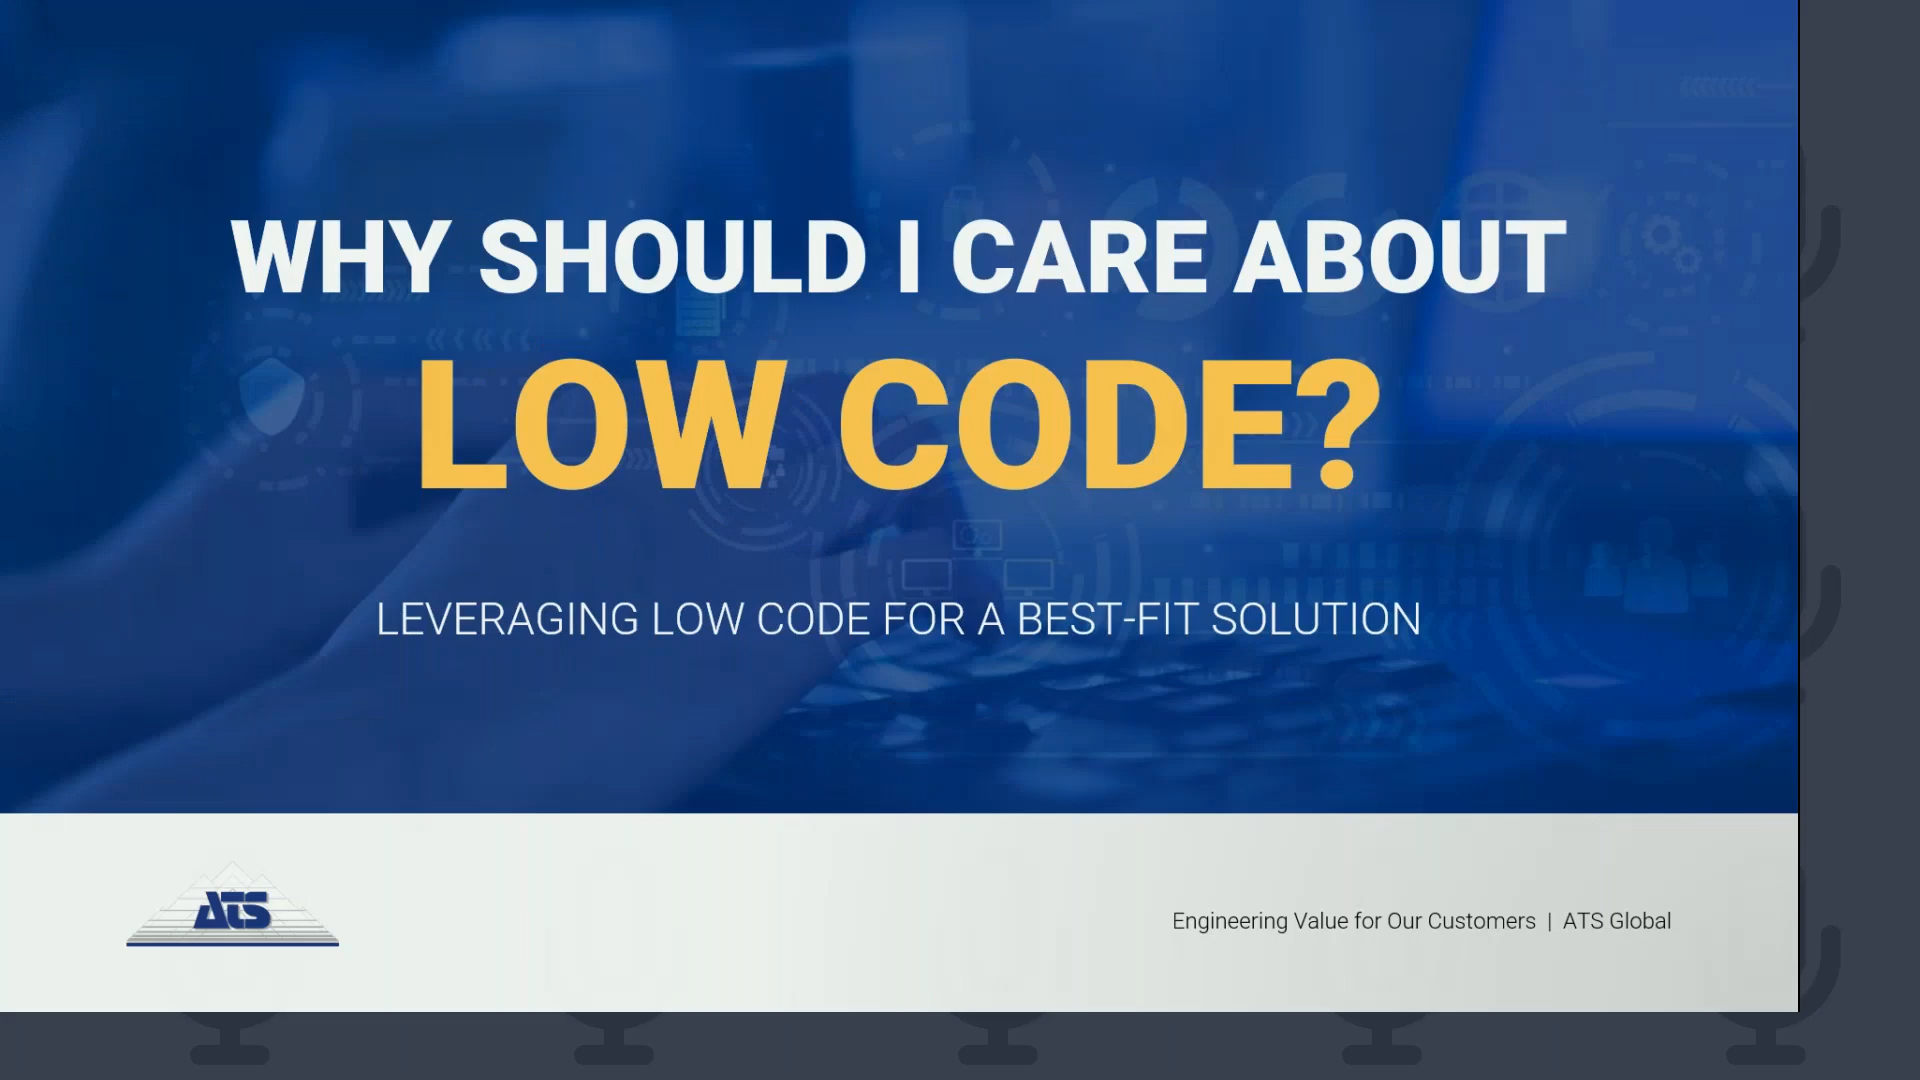 WHY SHOULD I CARE ABOUT
LOW CODE?
LEVERAGING LOW CODE FOR A BEST-FIT SOLUTION
ATS
Engineering Value for Our Customers | ATS Global